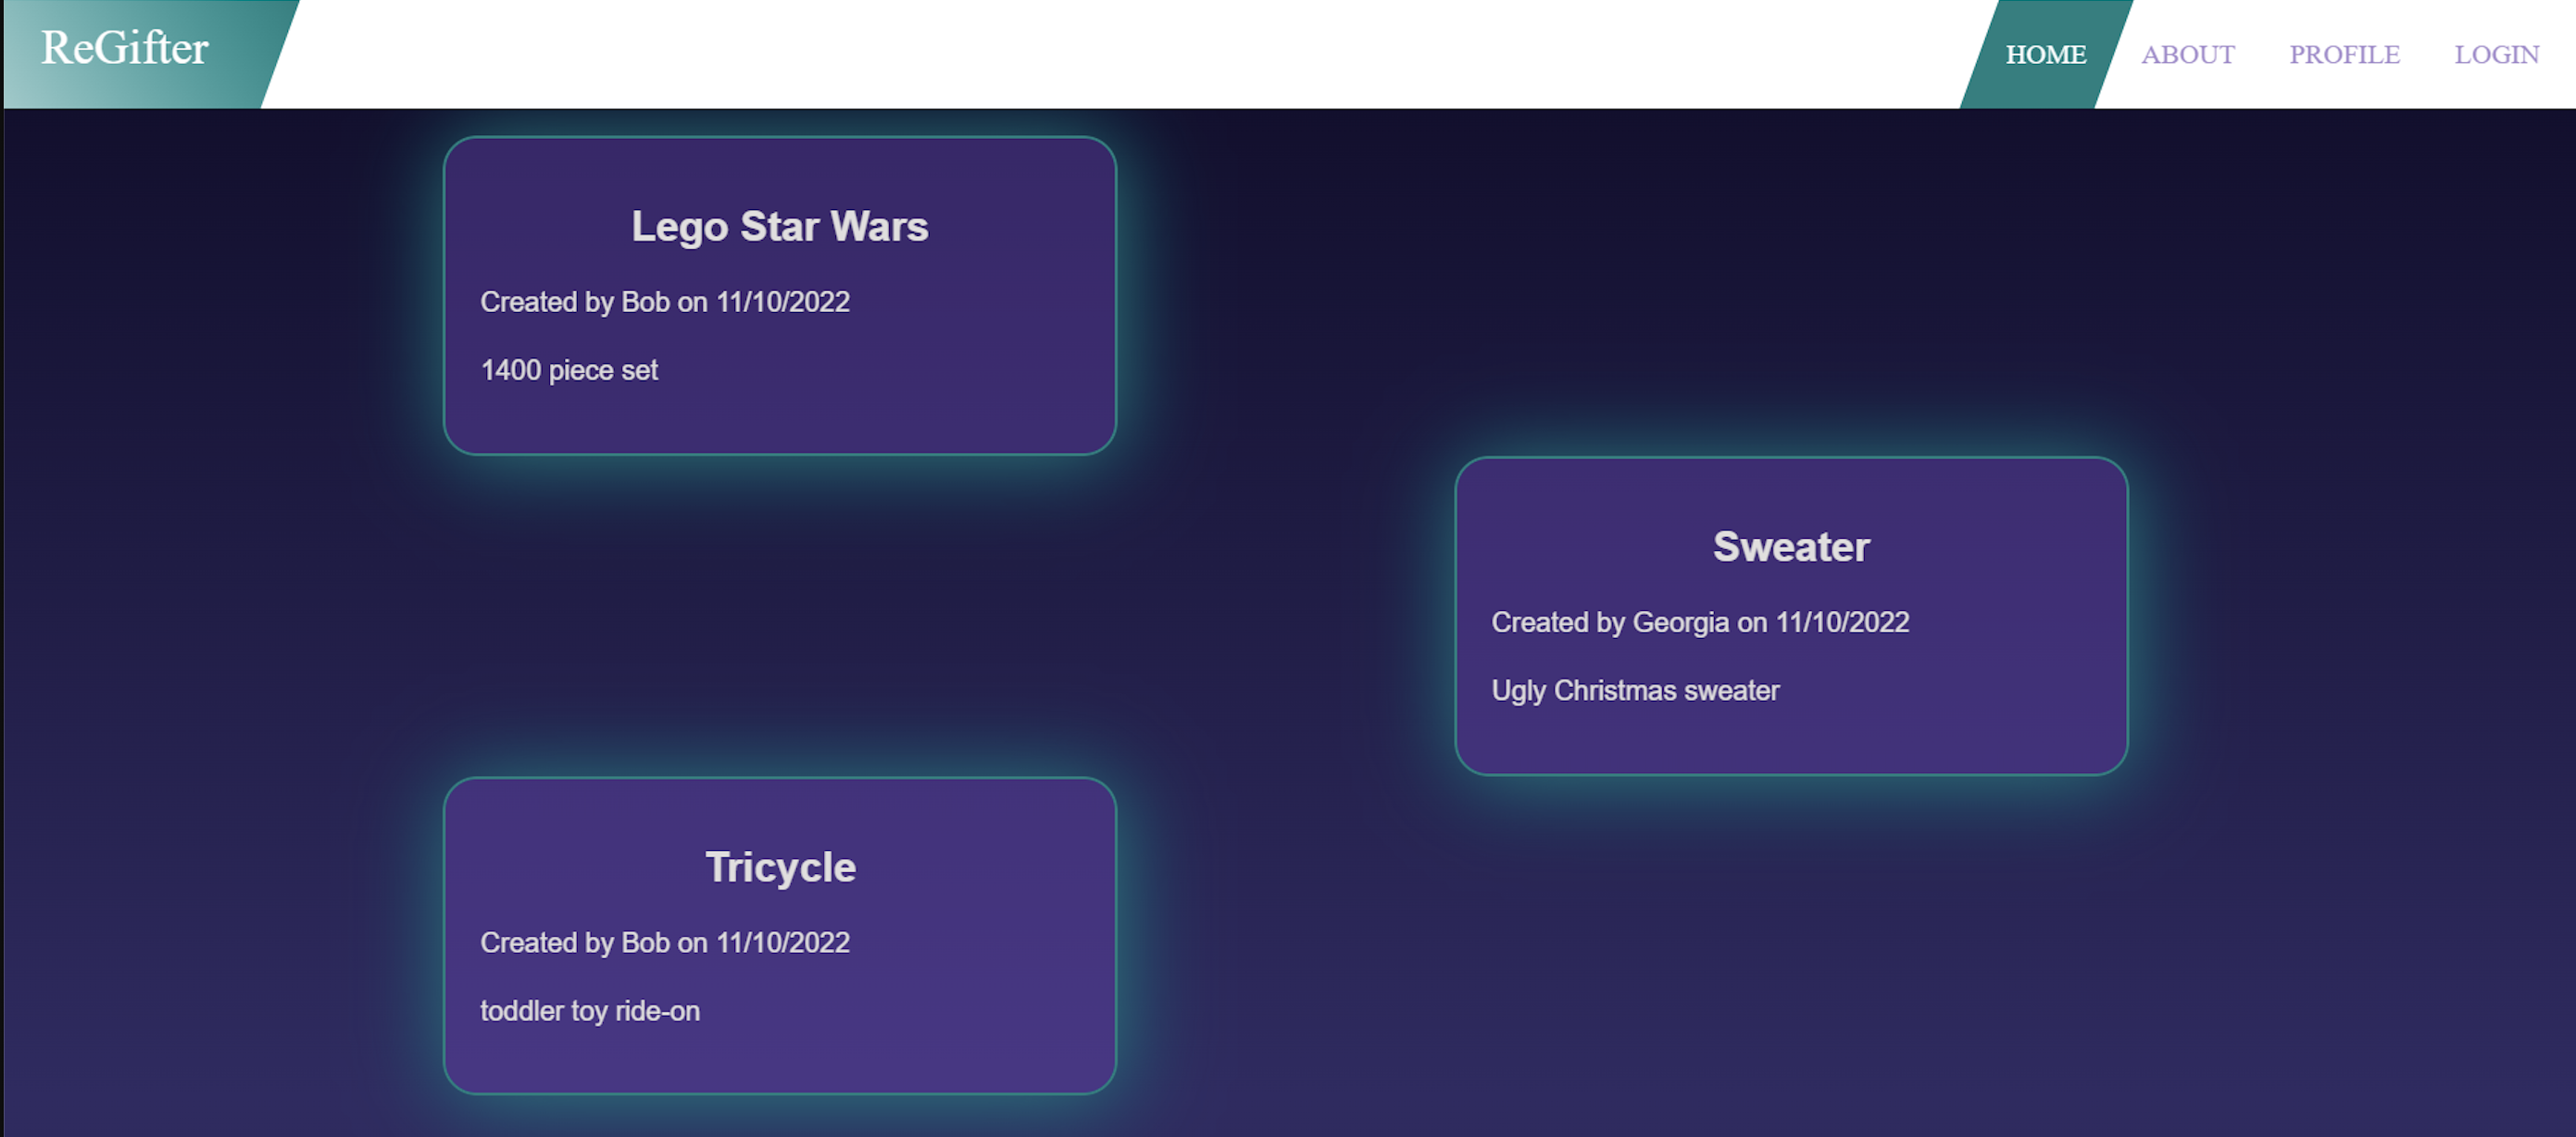 ReGifter
HOME ABOUT PROFILE LOGIN
Lego Star Wars
Created by Bob on 11/10/2022
1400 piece set
Sweater
Created by Georgia on 11/10/2022
Ugly Christmas sweater
Tricycle
Created by Bob on 11/10/2022
toddler toy ride-on